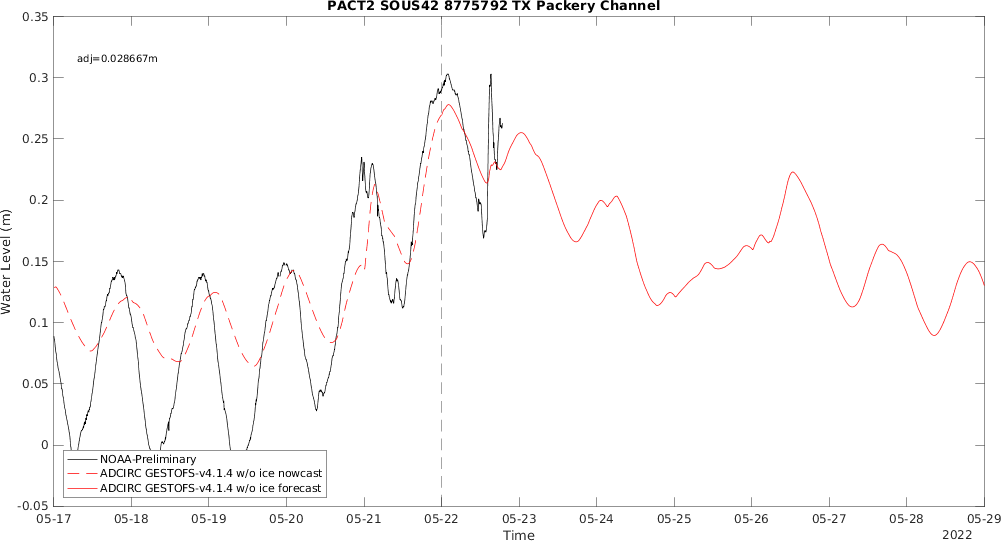 PACT2 SOUS42 8775792 TX Packery Channel
0.35
adj=0.028667m
0.3
0.25
0.2
0.15
0.1
0.05
0
-0.05
Water Level (m)
NOAA-Preliminary
ADCIRC GESTOFS-v4.1.4 w/o ice nowcast
ADCIRC GESTOFS-v4.1.4 w/o ice forecast
05-17 05-18 05-19 05-20 05-21 05-22 05-23 05-24 05-25 05-26 05-27 05-28 05-29
Time
2022